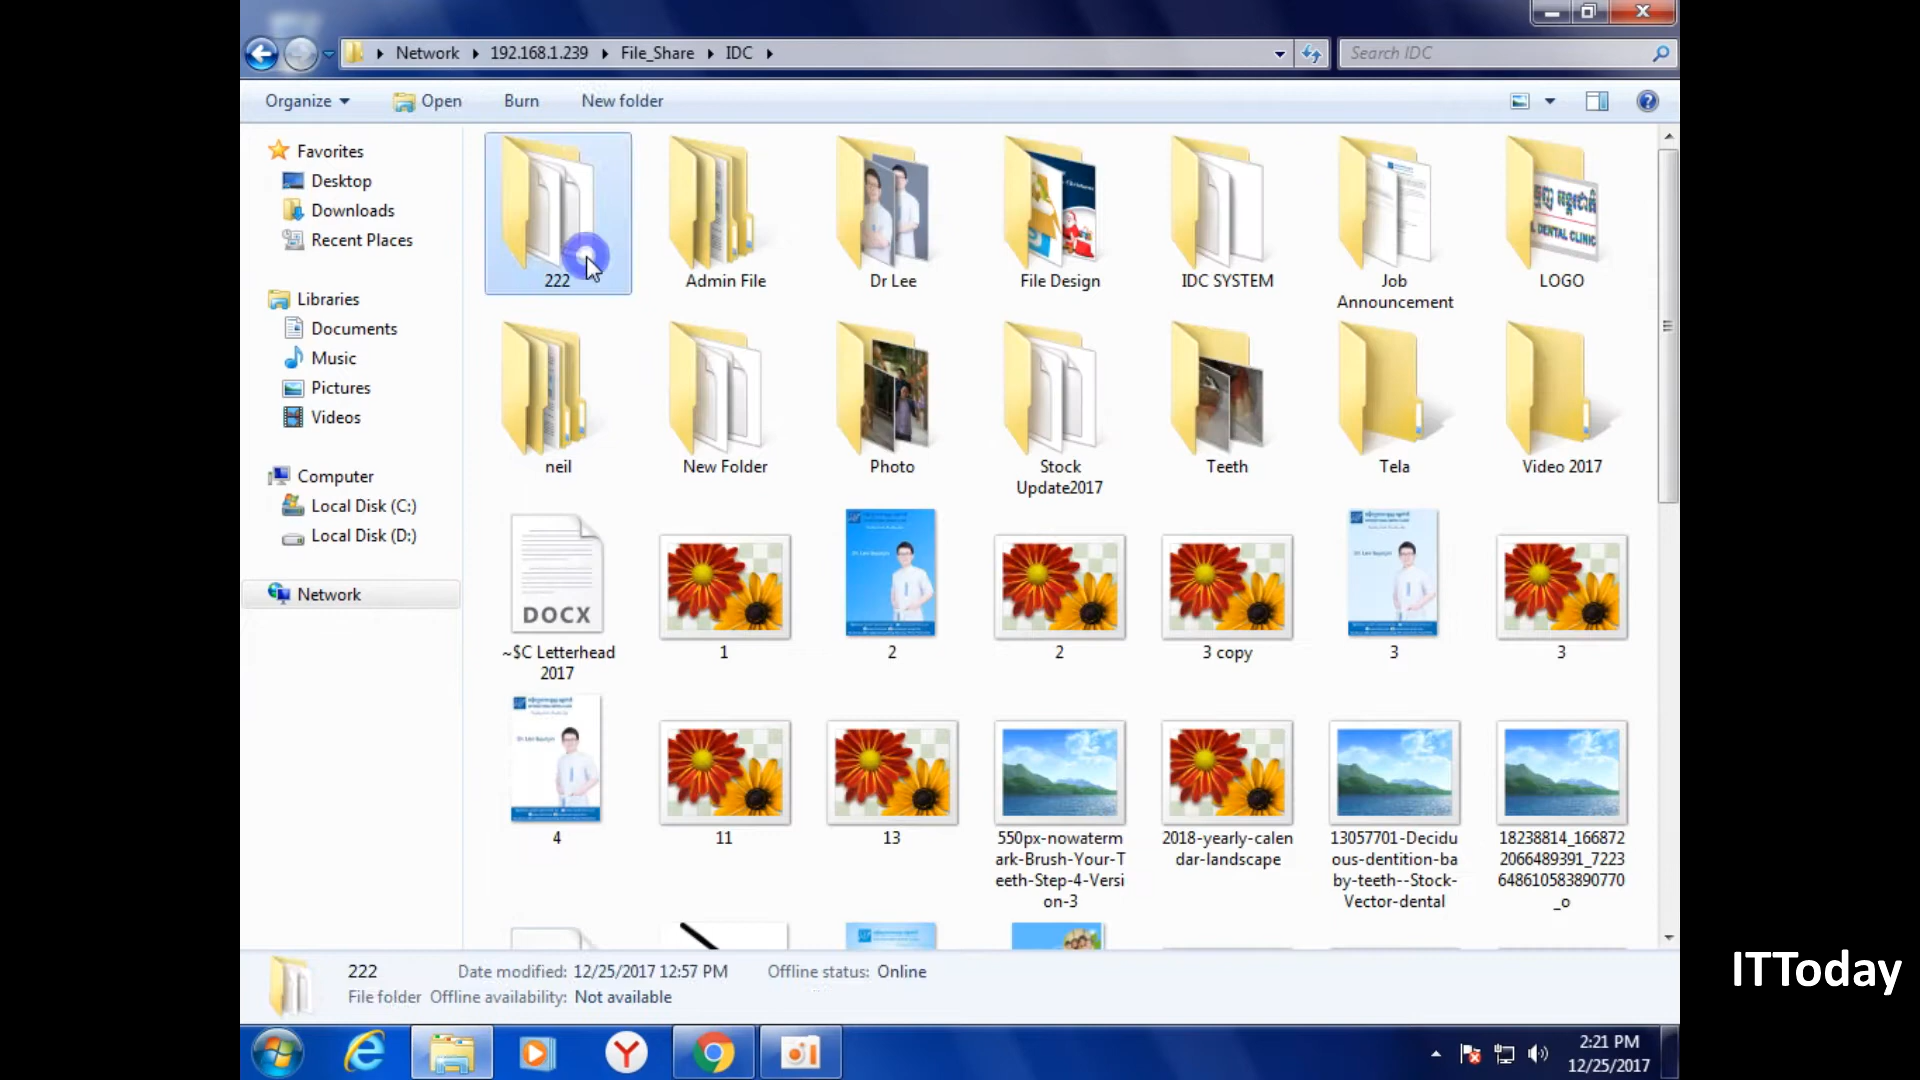 Network
192.168.1.239
File_Share
IDC
Search IDC
Organize
Open
Burn
New folder
Favorites
Desktop
Downloads
Recent Places
Libraries
Documents
Music
Pictures
Videos
Computer
Local Disk (C:)
Local Disk (D:)
Network
222
Admin File
Dr Lee
File Design
IDC SYSTEM
Job
Announcement
LOGO
L DENTAL CLINIC
neil
New Folder
Photo
Stock
Update2017
Teeth
Tela
Video 2017
DOCX
~$C Letterhead
2017
1
2
2
3 copy
3
3
4
11
13
550px-nowaterm
ark-Brush-Your-T
eeth-Step-4-Versi
on-3
2018-yearly-calen
dar-landscape
13057701-Decidu
ous-dentition-ba
by-teeth--Stock-
Vector-dental
18238814_166872
2066489391_7223
648610583890770
_o
222
Date modified: 12/25/2017 12:57 PM
Offline status: Online
File folder
Offline availability: Not available
2:21 PM
12/25/2017
ITToday